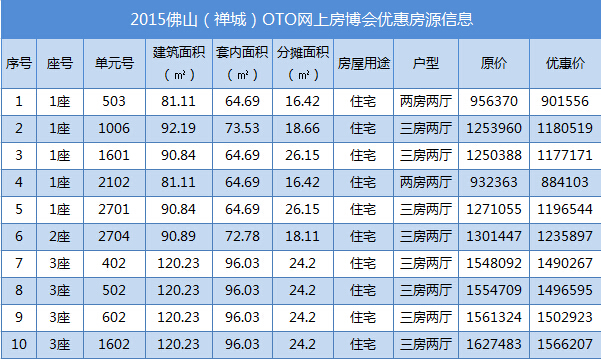 2015佛山（禅城）OTO网上房博会优惠房源信息
序号 座号 单元号 建筑面积（㎡） 套内面积（㎡） 分摊面积（㎡） 房屋用途 户型 原价 优惠价
1 1座 503 81.11 64.69 16.42 住宅 两房两厅 956370 901556
2 1座 1006 92.19 73.53 18.66 住宅 三房两厅 1253960 1180519
3 1座 1601 90.84 64.69 26.15 住宅 三房两厅 1250388 1177171
4 1座 2102 81.11 64.69 16.42 住宅 两房两厅 932363 884103
5 1座 2701 90.84 64.69 26.15 住宅 三房两厅 1271055 1196544
6 2座 2704 90.89 72.78 18.11 住宅 三房两厅 1301447 1235897
7 3座 402 120.23 96.03 24.2 住宅 三房两厅 1548092 1490267
8 3座 502 120.23 96.03 24.2 住宅 三房两厅 1554709 1496595
9 3座 602 120.23 96.03 24.2 住宅 三房两厅 1561324 1502923
10 3座 1602 120.23 96.03 24.2 住宅 三房两厅 1627483 1566207